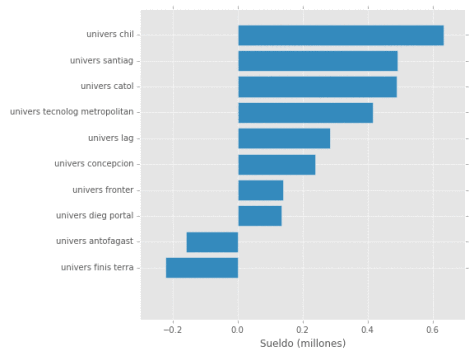 univers chil
univers santiag
univers catol
univers tecnolog metropolitan
univers lag
univers concepcion
univers fronter
univers dieg portal
univers antofagast
univers finis terra
−0.2 0.0 0.2 0.4 0.6
Sueldo (millones)